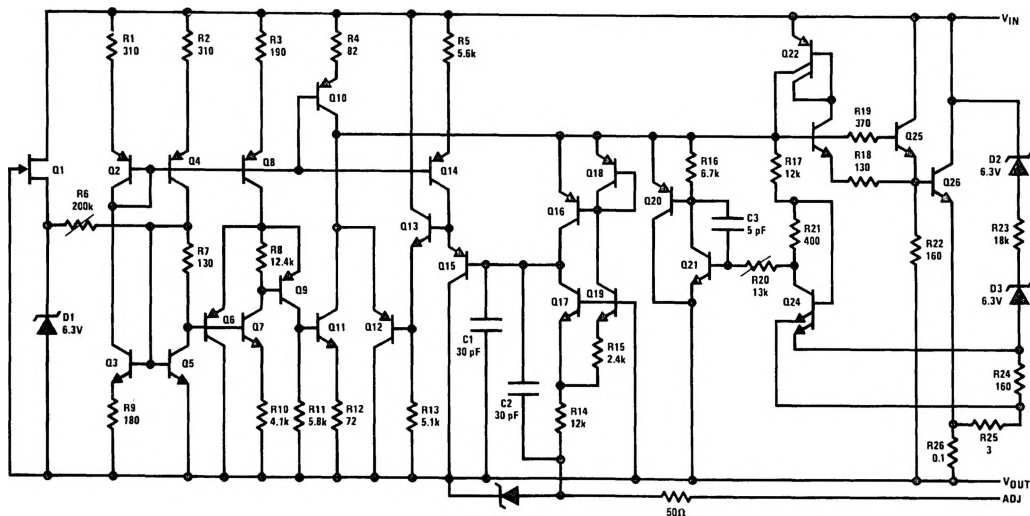 V_IN
R1
310
R2
310
R3
190
R4
82
R5
5.6k
Q22
Q10
R19
370
Q25
R18
130
Q1
Q2
Q4
Q8
Q14
Q18
R16
6.7k
R17
12k
Q26
D2
6.3V
R6
200k
Q13
Q16
Q20
C3
5 pF
R21
400
R22
160
R23
18k
R7
130
R8
12.4k
Q9
Q15
Q21
R20
13k
D1
6.3V
Q6
Q7
Q11
Q12
Q17
Q19
Q24
D3
6.3V
Q3
Q5
C1
30 pF
R15
2.4k
R24
160
R9
180
R10
4.1k
R11
5.8k
R12
72
R13
5.1k
C2
30 pF
R14
12k
R26
0.1
R25
3
V_OUT
ADJ
50Ω